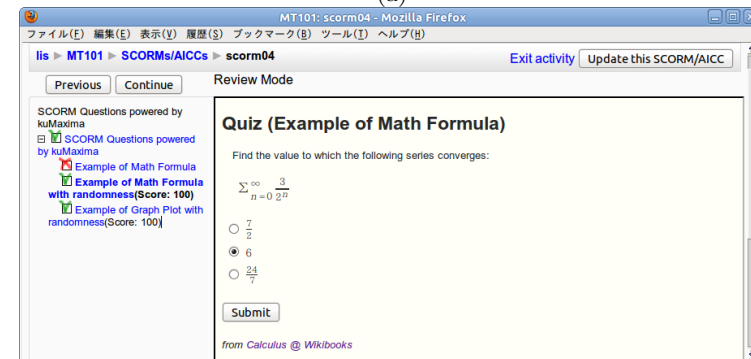 (a)
MT101: scorm04 - Mozilla Firefox
ファイル(F) 編集(E) 表示(V) 履歴(S) ブックマーク(B) ツール(T) ヘルプ(H)
lis ► MT101 ► SCORMs/AICCs ► scorm04 Exit activity Update this SCORM/AICC
Previous Continue Review Mode
SCORM Questions powered by
kuMaxima
SCORM Questions powered
by kuMaxima
Example of Math Formula
Example of Math Formula
with randomness(Score: 100)
Example of Graph Plot with
randomness(Score: 100)
Quiz (Example of Math Formula)
Find the value to which the following series converges:
∑ ∞ n=0 3/2ⁿ
7/2
6
24/7
Submit
from Calculus @ Wikibooks